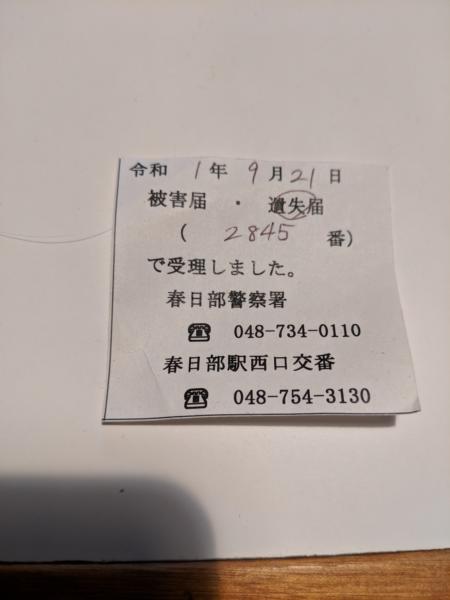 令和 1年 9月21日
被害届 ・ 遺失届
( 2845 番)
で受理しました。
春日部警察署
☎ 048-734-0110
春日部駅西口交番
☎ 048-754-3130